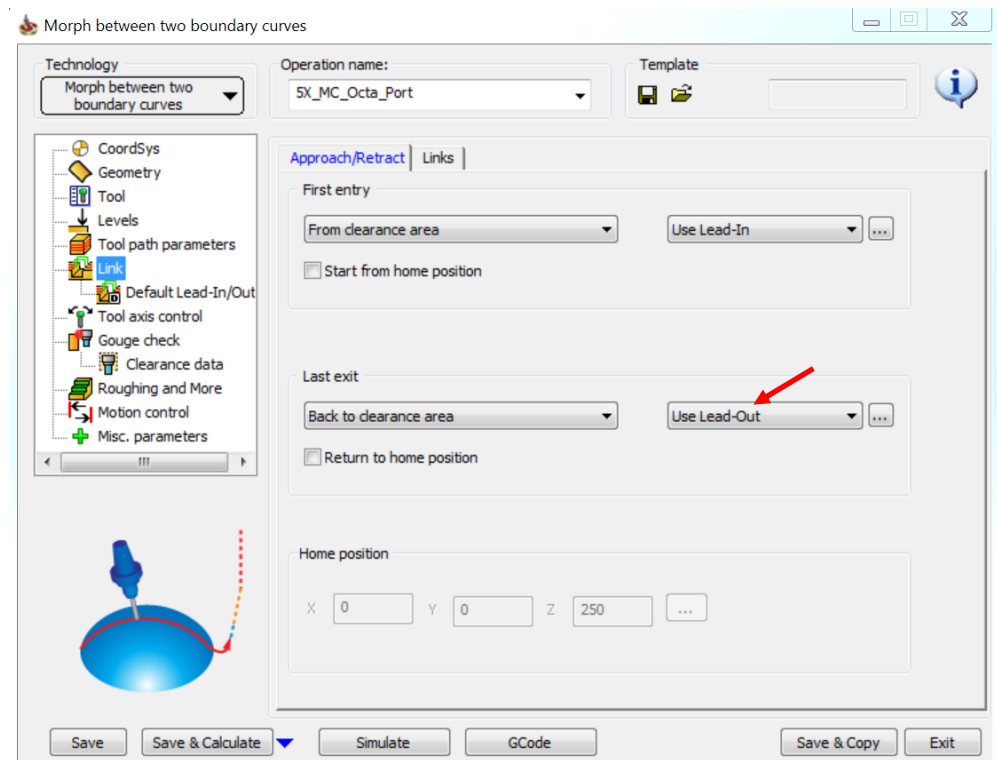 Morph between two boundary curves
Technology
Morph between two
boundary curves
Operation name:
5X_MC_Octa_Port
Template
CoordSys
Geometry
Tool
Levels
Tool path parameters
Link
Default Lead-In/Out
Tool axis control
Gouge check
Clearance data
Roughing and More
Motion control
Misc. parameters
Approach/Retract
Links
First entry
From clearance area
Use Lead-In
...
Start from home position
Last exit
Back to clearance area
Use Lead-Out
...
Return to home position
Home position
X 0 Y 0 Z 250 ...
Save
Save & Calculate
Simulate
GCode
Save & Copy
Exit